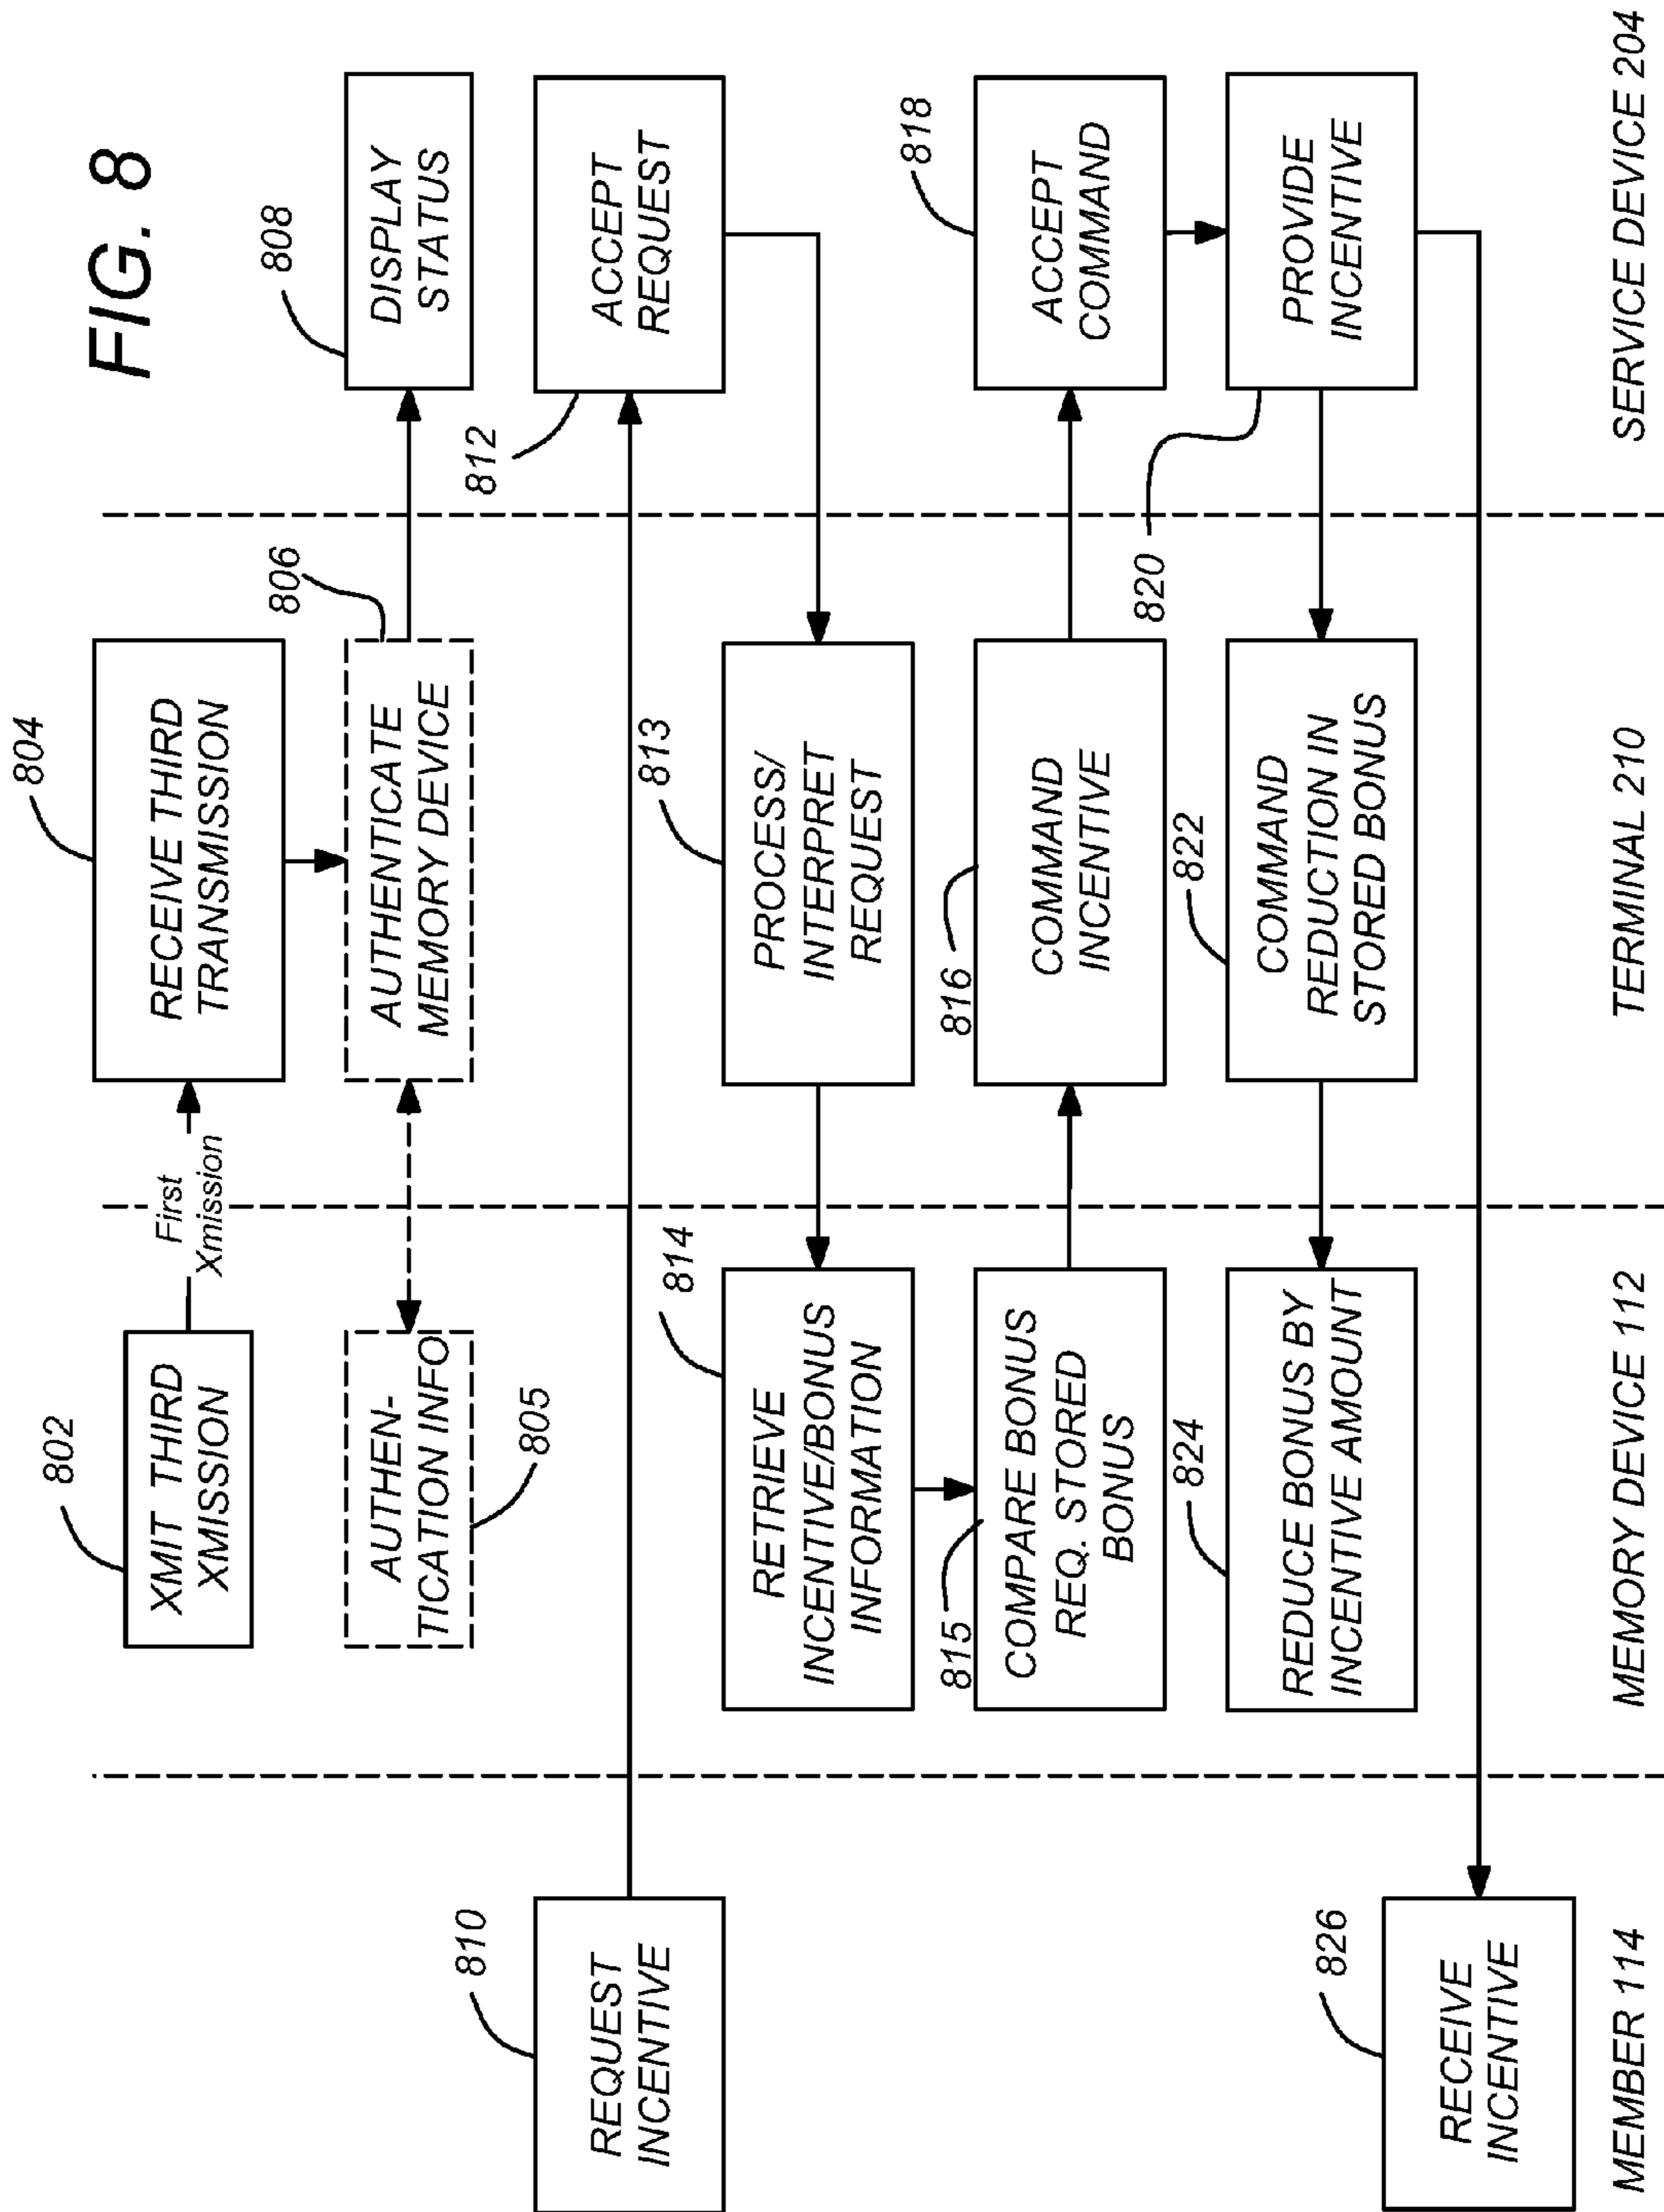 FIG. 8
802
XMIT THIRD
XMISSION
First
Xmission
804
RECEIVE THIRD
TRANSMISSION
AUTHEN-
TICATION INFO
805
806
AUTHENTICATE
MEMORY DEVICE
808
DISPLAY
STATUS
810
REQUEST
INCENTIVE
812
ACCEPT
REQUEST
813
PROCESS/
INTERPRET
REQUEST
814
RETRIEVE
INCENTIVE/BONUS
INFORMATION
815
COMPARE BONUS
REQ. STORED
BONUS
816
COMMAND
INCENTIVE
818
ACCEPT
COMMAND
820
PROVIDE
INCENTIVE
822
COMMAND
REDUCTION IN
STORED BONUS
824
REDUCE BONUS BY
INCENTIVE AMOUNT
826
RECEIVE
INCENTIVE
MEMBER 114
MEMORY DEVICE 112
TERMINAL 210
SERVICE DEVICE 204